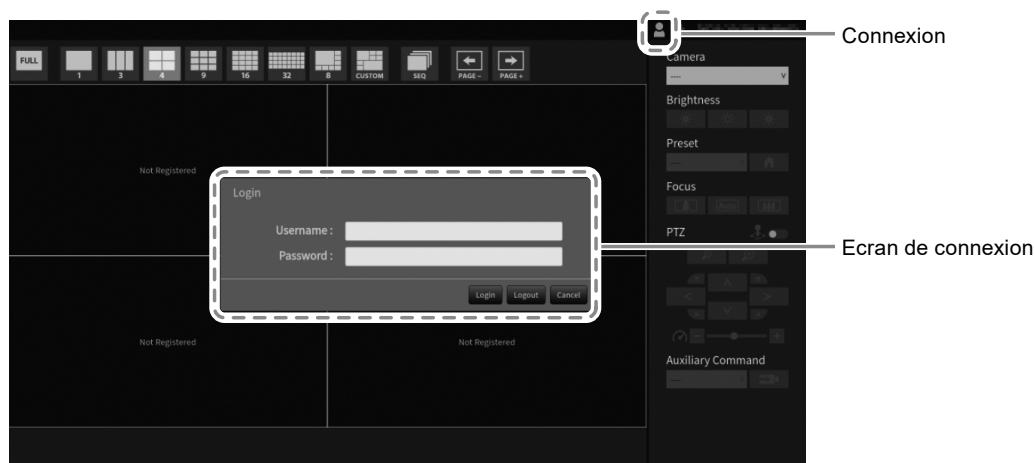 Connexion
FULL
1
3
4
9
16
32
8
CUSTOM
SEQ
PAGE –
PAGE +
Camera
----
Brightness
Preset
----
Focus
Auto
PTZ
Auxiliary Command
----
Not Registered
Login
Username :
Password :
Login Logout Cancel
Ecran de connexion
Not Registered
Not Registered